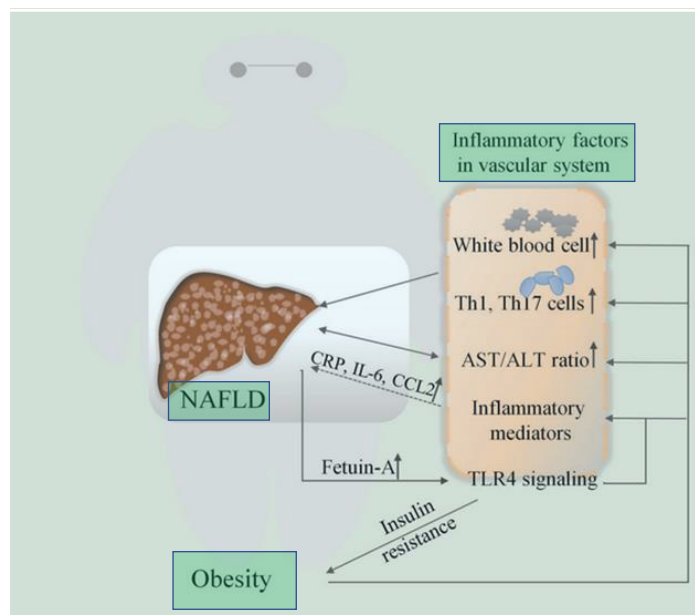 Inflammatory factors
in vascular system
White blood cell↑
Th1, Th17 cells↑
AST/ALT ratio↑
CRP, IL-6, CCL2↑
NAFLD
Inflammatory
mediators
Fetuin-A↑
TLR4 signaling
Insulin
resistance
Obesity